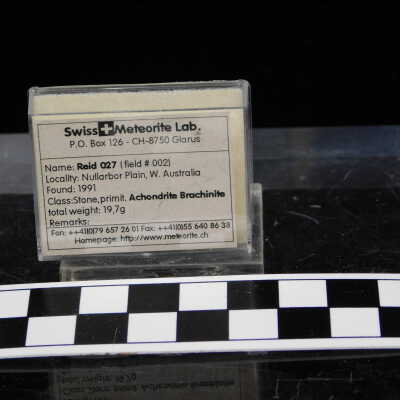 Swiss Meteorite Lab.
P.O. Box 126 - CH-8750 Glarus
Name: Reid 027 (field #.002)
Locality: Nullarbor Plain, W. Australia
Found: 1991
Class:Stone,primit. Achondrite Brachinite
total weight: 19,7g
Remarks:
Fon: ++41(0)79 657 26 01 Fax: ++41(0)55 640 86 38
Homepage: http://www.meteorite.ch